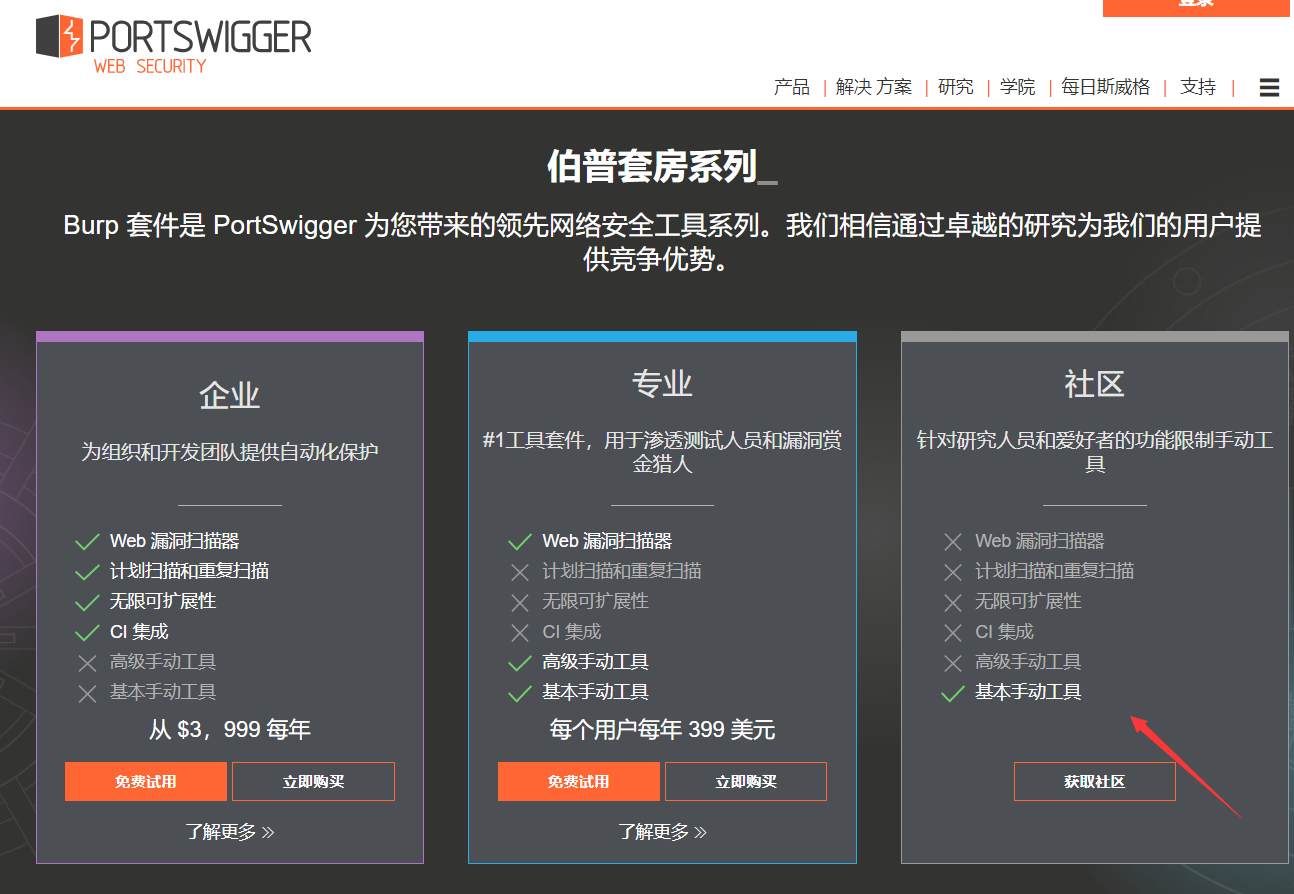 登录
PORTSWIGGER
WEB SECURITY
产品 | 解决 方案 | 研究 | 学院 | 每日斯威格 | 支持 |
伯普套房系列_
Burp 套件是 PortSwigger 为您带来的领先网络安全工具系列。我们相信通过卓越的研究为我们的用户提
供竞争优势。
企业
为组织和开发团队提供自动化保护
Web 漏洞扫描器
计划扫描和重复扫描
无限可扩展性
CI 集成
高级手动工具
基本手动工具
从 $3，999 每年
免费试用
立即购买
了解更多
专业
#1工具套件，用于渗透测试人员和漏洞赏
金猎人
Web 漏洞扫描器
计划扫描和重复扫描
无限可扩展性
CI 集成
高级手动工具
基本手动工具
每个用户每年 399 美元
免费试用
立即购买
了解更多
社区
针对研究人员和爱好者的功能限制手动工
具
Web 漏洞扫描器
计划扫描和重复扫描
无限可扩展性
CI 集成
高级手动工具
基本手动工具
获取社区